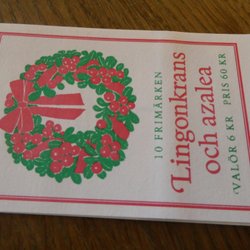 10 FRIMÄRKEN
Lingonkrans
och azalea
VALÖR 6 KR PRIS 60 KR